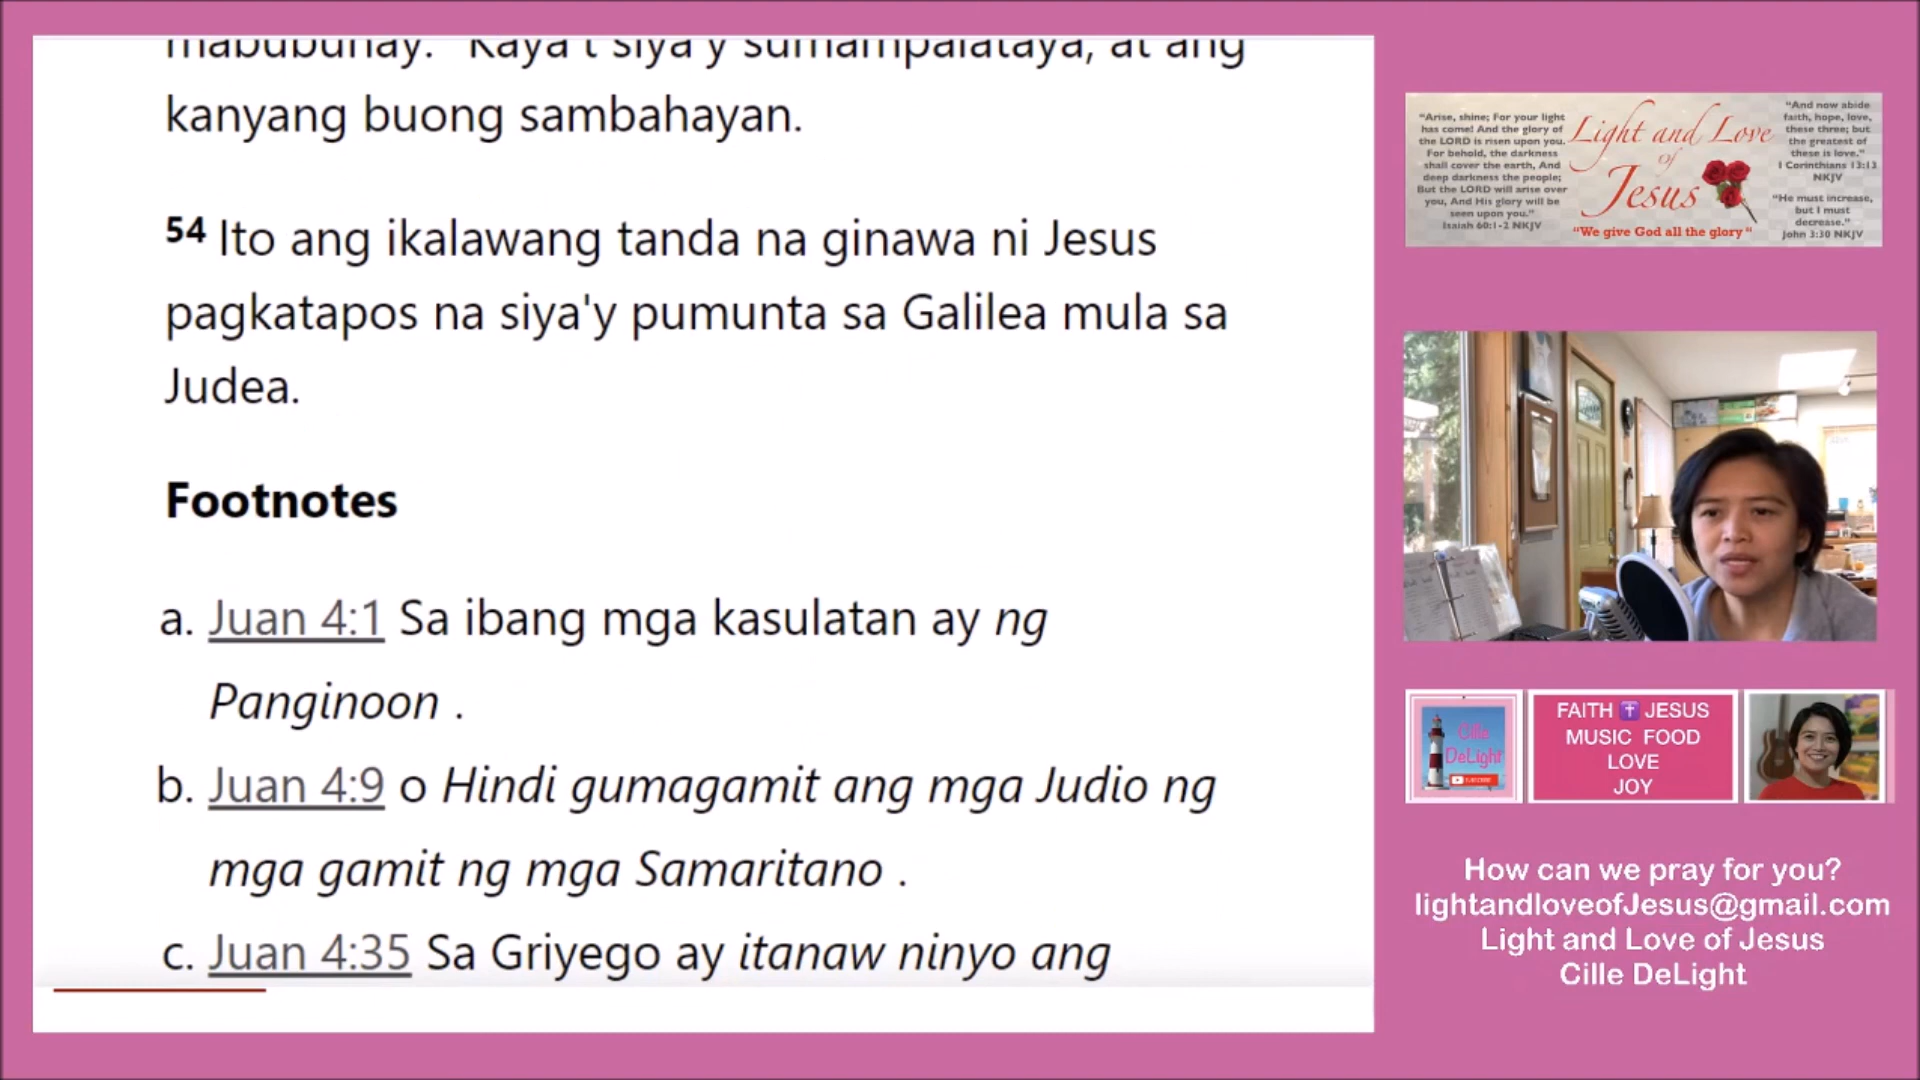 mabubuhay." Kaya't siya'y sumampalataya, at ang
kanyang buong sambahayan.
54 Ito ang ikalawang tanda na ginawa ni Jesus
pagkatapos na siya'y pumunta sa Galilea mula sa
Judea.
Footnotes
a. Juan 4:1 Sa ibang mga kasulatan ay ng
Panginoon .
b. Juan 4:9 o Hindi gumagamit ang mga Judio ng
mga gamit ng mga Samaritano .
c. Juan 4:35 Sa Griyego ay itanaw ninyo ang
“Arise, shine; For your light
has come! And the glory of
the LORD is risen upon you.
For behold, the darkness
shall cover the earth, And
deep darkness the people;
But the LORD will arise over
you, And His glory will be
seen upon you.”
Isaiah 60:1-2 NKJV
Light and Love
of
Jesus
“We give God all the glory “
“And now abide
faith, hope, love,
these three; but
the greatest of
these is love.”
1 Corinthians 13:13
NKJV
“He must increase,
but I must
decrease.”
John 3:30 NKJV
Cille
DeLight
SUBSCRIBE
FAITH ✝️ JESUS
MUSIC FOOD
LOVE
JOY
How can we pray for you?
lightandloveofJesus@gmail.com
Light and Love of Jesus
Cille DeLight